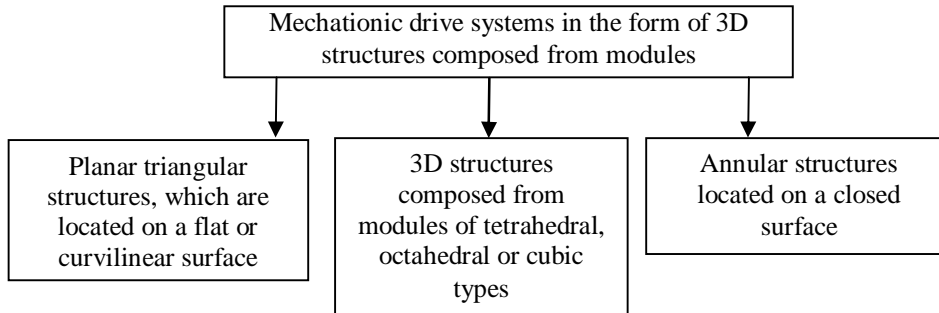 Mechationic drive systems in the form of 3D
structures composed from modules
Planar triangular
structures, which are
located on a flat or
curvilinear surface
3D structures
composed from
modules of tetrahedral,
octahedral or cubic
types
Annular structures
located on a closed
surface